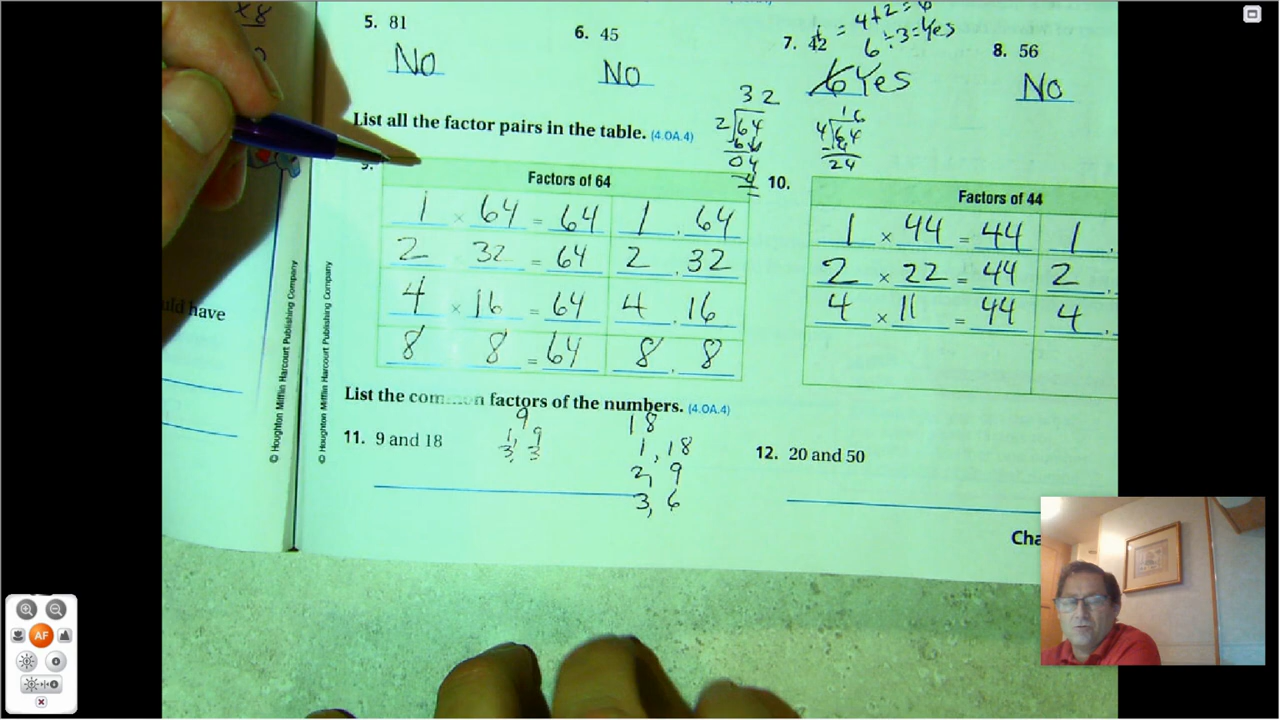 ×8
5. 81
No
6. 45
No
7. 42
= 4+2=6
6÷3=Yes
6 Yes
8. 56
No
List all the factor pairs in the table. (4.OA.4)
32
2 64
04
4
16
4 64
24
Factors of 64
1 × 64 = 64 1 , 64
2 32 = 64 2 , 32
4 × 16 = 64 4 , 16
8 8 = 64 8 , 8
10.
Factors of 44
1 × 44 = 44 1 ,
2 × 22 = 44 2 ,
4 × 11 = 44 4 ,
© Houghton Mifflin Harcourt Publishing Company
© Houghton Mifflin Harcourt Publishing Company
uld have
List the common factors of the numbers. (4.OA.4)
11. 9 and 18
9
1, 9
3, 3
18
1, 18
2, 9
3, 6
12. 20 and 50
Cha
AF